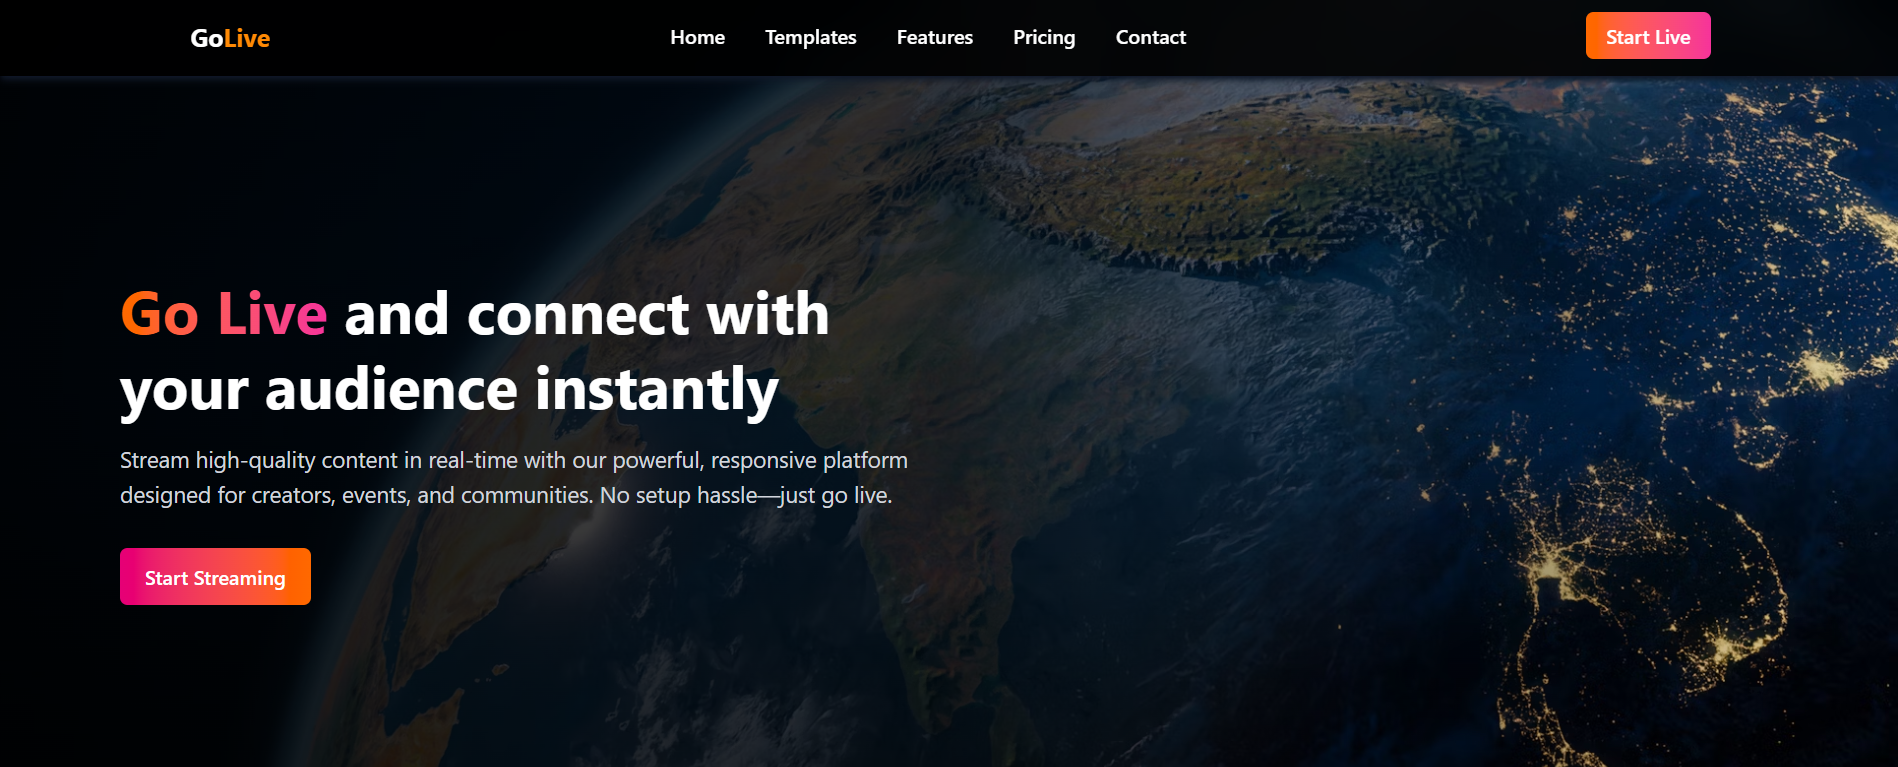 GoLive
Home
Templates
Features
Pricing
Contact
Start Live
Go Live and connect with
your audience instantly
Stream high-quality content in real-time with our powerful, responsive platform
designed for creators, events, and communities. No setup hassle—just go live.
Start Streaming